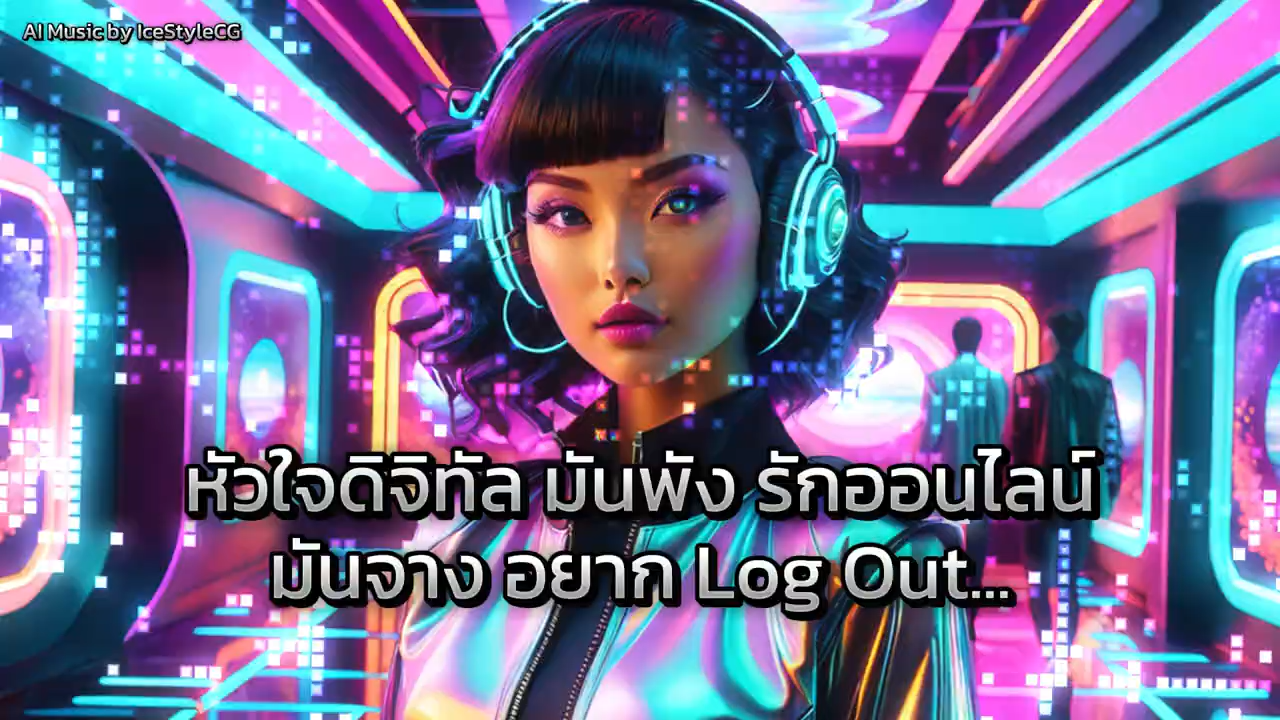 AI Music by IceStyleCG
หัวใจดิจิทัล มันพัง รักออนไลน์
มันจาง อยาก Log Out...